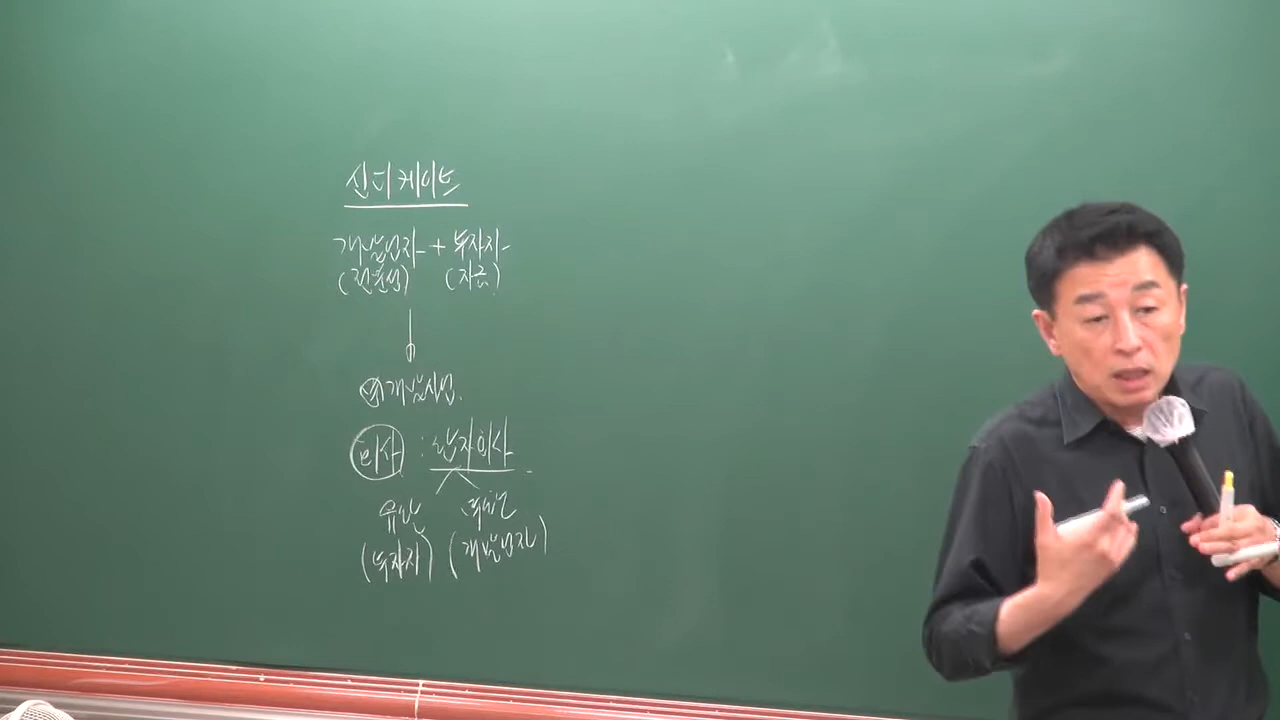 신디케이트
개발업자 + 투자자
(전문성) (자금)
개발사업.
회사 : 합자회사
유한 무한
(투자자) (개발업자)